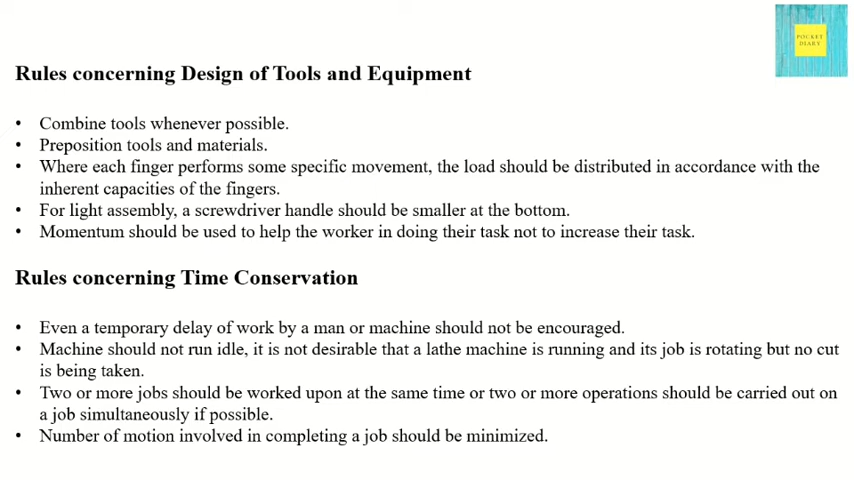 POCKET
DIARY
Rules concerning Design of Tools and Equipment
• Combine tools whenever possible.
• Preposition tools and materials.
• Where each finger performs some specific movement, the load should be distributed in accordance with the
inherent capacities of the fingers.
• For light assembly, a screwdriver handle should be smaller at the bottom.
• Momentum should be used to help the worker in doing their task not to increase their task.
Rules concerning Time Conservation
• Even a temporary delay of work by a man or machine should not be encouraged.
• Machine should not run idle, it is not desirable that a lathe machine is running and its job is rotating but no cut
is being taken.
• Two or more jobs should be worked upon at the same time or two or more operations should be carried out on
a job simultaneously if possible.
• Number of motion involved in completing a job should be minimized.